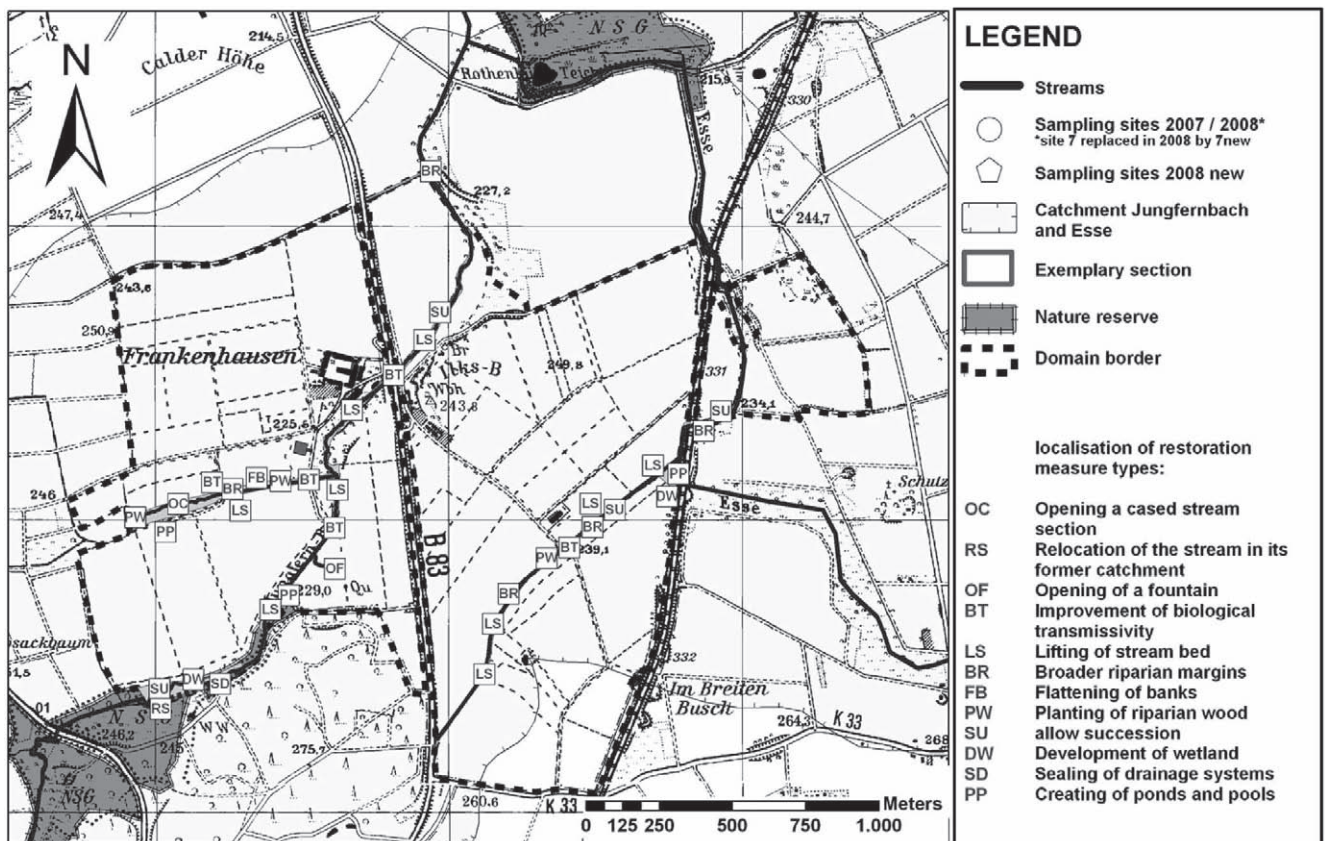 N
214,5
Calder Höhe
N S G
Teich
215,9
330
Esse
BR
227,2
247,4
244,7
243,6
250,9
SU
LS
Frankenhausen
BT
249,8
331
Wbh
243,8
LS
SU
234,1
BR
225,6
BT
BR
FB
PW
BT
LS
LS
PP
246
OC
LS
DW
Schutz
PW
PP
LS
SU
Esse
BT
BR
B 83
BT
239,1
PW
OF
Qu
229,0
PP
LS
BR
LS
332
LS
DW
SU
SD
RS
Im Breiten
Busch
01
N S
246,2
245
W W
275,7
264,3
K 33
268
NSG
260.6
K 33
Meters
0 125 250 500 750 1.000
LEGEND
Streams
Sampling sites 2007 / 2008*
*site 7 replaced in 2008 by 7new
Sampling sites 2008 new
Catchment Jungfernbach
and Esse
Exemplary section
Nature reserve
Domain border
localisation of restoration
measure types:
OC Opening a cased stream
section
RS Relocation of the stream in its
former catchment
OF Opening of a fountain
BT Improvement of biological
transmissivity
LS Lifting of stream bed
BR Broader riparian margins
FB Flattening of banks
PW Planting of riparian wood
SU allow succession
DW Development of wetland
SD Sealing of drainage systems
PP Creating of ponds and pools